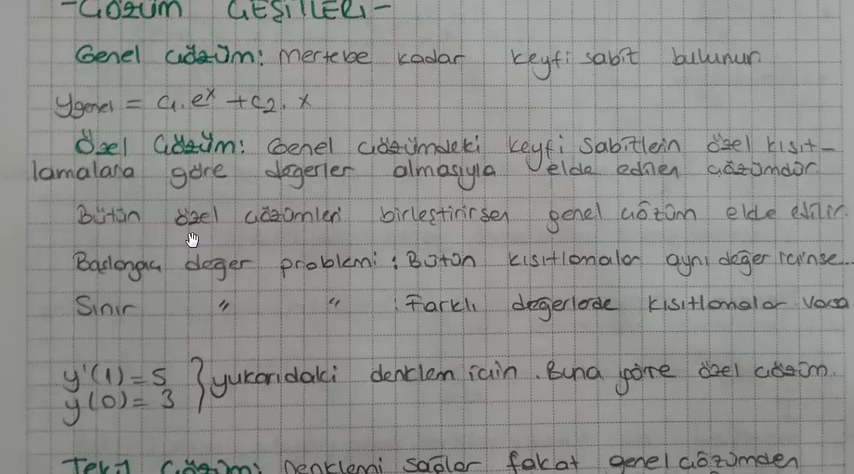 -ÇÖZÜM ÇEŞİTLERİ-
Genel çözüm: Mertebe kadar keyfi sabit bulunur
Ygenel = c1.e^x + c2.x
Özel Çözüm: Genel çözümdeki keyfi sabitlein özel kısıt-
lamalara göre değerler almasıyla elde edilen çözümdür
Bütün özel çözümleri birleştirirsen genel çözüm elde edilir.
Başlangıç değer problemi: Bütün kısıtlamalar aynı değer içinse..
Sınır " " : Farklı değerlerde kısıtlamalar varsa
y'(1)=5
y(0)=3 } yukarıdaki denklem için. Buna göre özel çözüm.
Tekil Çözüm: Denklemi sağlar fakat genel çözümden